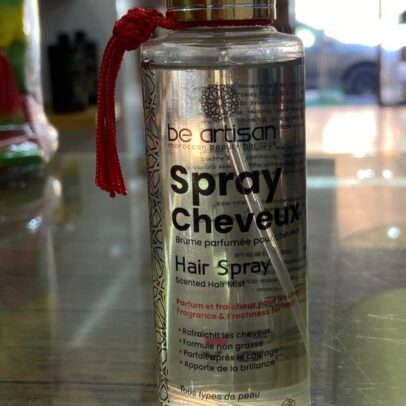 be artisan
moroccan beauty heritage
Spray
Cheveux
Brume parfumée pour cheveux
Hair Spray
Scented Hair Mist
Parfum et fraîcheur pour les
Fragrance & Freshness for Hair
• Rafraichit les cheveux
• Formule non grasse
• Parfait après le coiffage
• Apporte de la brillance
Tous types de peau